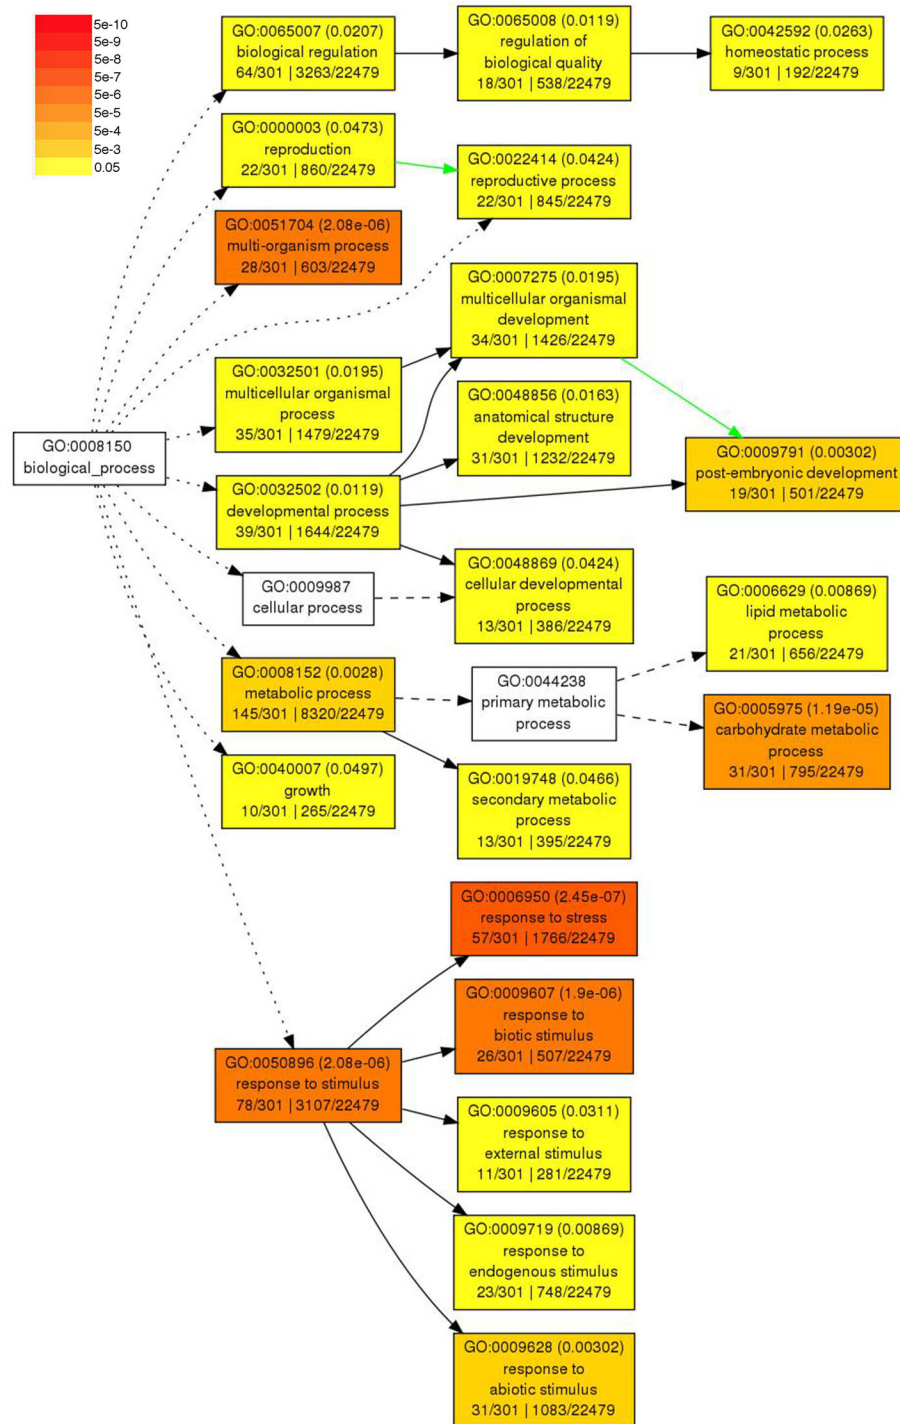 5e-10
5e-9
5e-8
5e-7
5e-6
5e-5
5e-4
5e-3
0.05
GO:0065007 (0.0207)
biological regulation
64/301 | 3263/22479
GO:0065008 (0.0119)
regulation of
biological quality
18/301 | 538/22479
GO:0042592 (0.0263)
homeostatic process
9/301 | 192/22479
GO:0000003 (0.0473)
reproduction
22/301 | 860/22479
GO:0022414 (0.0424)
reproductive process
22/301 | 845/22479
GO:0051704 (2.08e-06)
multi-organism process
28/301 | 603/22479
GO:0007275 (0.0195)
multicellular organismal
development
34/301 | 1426/22479
GO:0032501 (0.0195)
multicellular organismal
process
35/301 | 1479/22479
GO:0048856 (0.0163)
anatomical structure
development
31/301 | 1232/22479
GO:0008150
biological_process
GO:0009791 (0.00302)
post-embryonic development
19/301 | 501/22479
GO:0032502 (0.0119)
developmental process
39/301 | 1644/22479
GO:0048869 (0.0424)
cellular developmental
process
13/301 | 386/22479
GO:0009987
cellular process
GO:0006629 (0.00869)
lipid metabolic
process
21/301 | 656/22479
GO:0008152 (0.0028)
metabolic process
145/301 | 8320/22479
GO:0044238
primary metabolic
process
GO:0005975 (1.19e-05)
carbohydrate metabolic
process
31/301 | 795/22479
GO:0040007 (0.0497)
growth
10/301 | 265/22479
GO:0019748 (0.0466)
secondary metabolic
process
13/301 | 395/22479
GO:0006950 (2.45e-07)
response to stress
57/301 | 1766/22479
GO:0009607 (1.9e-06)
response to
biotic stimulus
26/301 | 507/22479
GO:0050896 (2.08e-06)
response to stimulus
78/301 | 3107/22479
GO:0009605 (0.0311)
response to
external stimulus
11/301 | 281/22479
GO:0009719 (0.00869)
response to
endogenous stimulus
23/301 | 748/22479
GO:0009628 (0.00302)
response to
abiotic stimulus
31/301 | 1083/22479